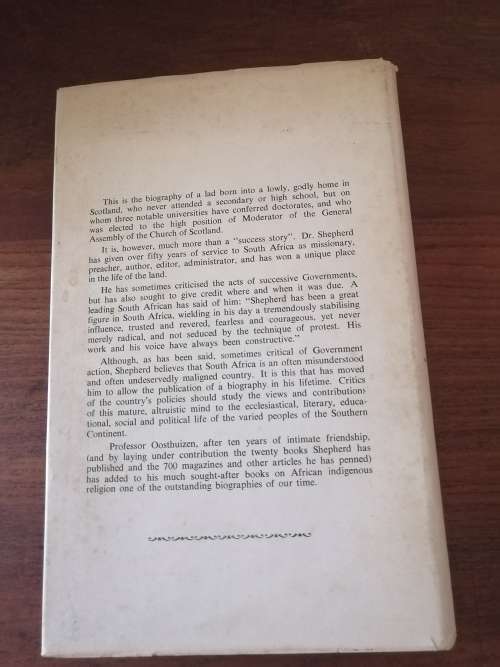 This is the biography of a lad born into a lowly, godly home in
Scotland, who never attended a secondary or high school, but on
whom three notable universities have conferred doctorates, and who
was elected to the high position of Moderator of the General
Assembly of the Church of Scotland.
It is, however, much more than a "success story". Dr. Shepherd
has given over fifty years of service to South Africa as missionary,
preacher, author, editor, administrator, and has won a unique place
in the life of the land.
He has sometimes criticised the acts of successive Governments,
but has also sought to give credit where and when it was due. A
leading South African has said of him: "Shepherd has been a great
figure in South Africa, wielding in his day a tremendously stabilising
influence, trusted and revered, fearless and courageous, yet never
merely radical, and not seduced by the technique of protest. His
work and his voice have always been constructive."
Although, as has been said, sometimes critical of Government
action, Shepherd believes that South Africa is an often misunderstood
and often undeservedly maligned country. It is this that has moved
him to allow the publication of a biography in his lifetime. Critics
of the country's policies should study the views and contributions
of this mature, altruistic mind to the ecclesiastical, literary, educa-
tional, social and political life of the varied peoples of the Southern
Continent.
Professor Oosthuizen, after ten years of intimate friendship,
(and by laying under contribution the twenty books Shepherd has
published and the 700 magazines and other articles he has penned)
has added to his much sought-after books on African indigenous
religion one of the outstanding biographies of our time.